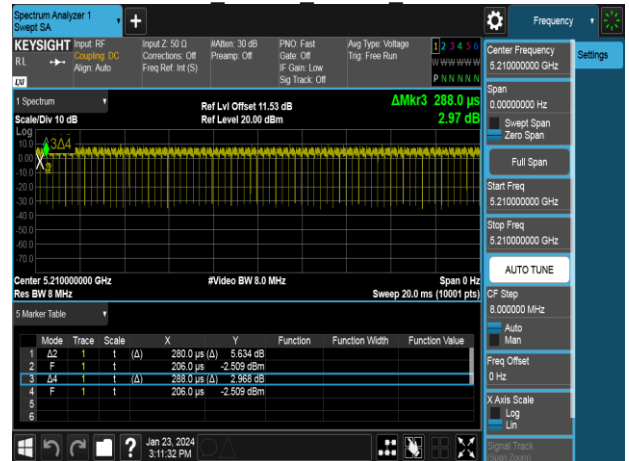 Spectrum Analyzer 1
Swept SA
+
Frequency
KEYSIGHT
RL
Input: RF
Coupling: DC
Align: Auto
Input Z: 50 Ω
Corrections: Off
Freq Ref: Int (S)
#Atten: 30 dB
Preamp: Off
PNO: Fast
Gate: Off
IF Gain: Low
Sig Track: Off
Avg Type: Voltage
Trig: Free Run
1 2 3 4 5 6
W W W W W W
P N N N N N
LXI
1 Spectrum
Scale/Div 10 dB
Ref Lvl Offset 11.53 dB
Ref Level 20.00 dBm
ΔMkr3 288.0 µs
2.97 dB
Log
10.0
0.00
-10.0
-20.0
-30.0
-40.0
-50.0
-60.0
-70.0
3Δ4
Center 5.210000000 GHz
Res BW 8 MHz
#Video BW 8.0 MHz
Span 0 Hz
Sweep 20.0 ms (10001 pts)
5 Marker Table
Mode Trace Scale X Y Function Function Width Function Value
1 Δ2 1 t (Δ) 280.0 µs (Δ) 5.634 dB
2 F 1 t 206.0 µs -2.509 dBm
3 Δ4 1 t (Δ) 288.0 µs (Δ) 2.968 dB
4 F 1 t 206.0 µs -2.509 dBm
5
6
?
Jan 23, 2024
3:11:32 PM
Center Frequency
5.210000000 GHz
Settings
Span
0.00000000 Hz
Swept Span
Zero Span
Full Span
Start Freq
5.210000000 GHz
Stop Freq
5.210000000 GHz
AUTO TUNE
CF Step
8.000000 MHz
Auto
Man
Freq Offset
0 Hz
X Axis Scale
Log
Lin
Signal Track
(Span Zoom)